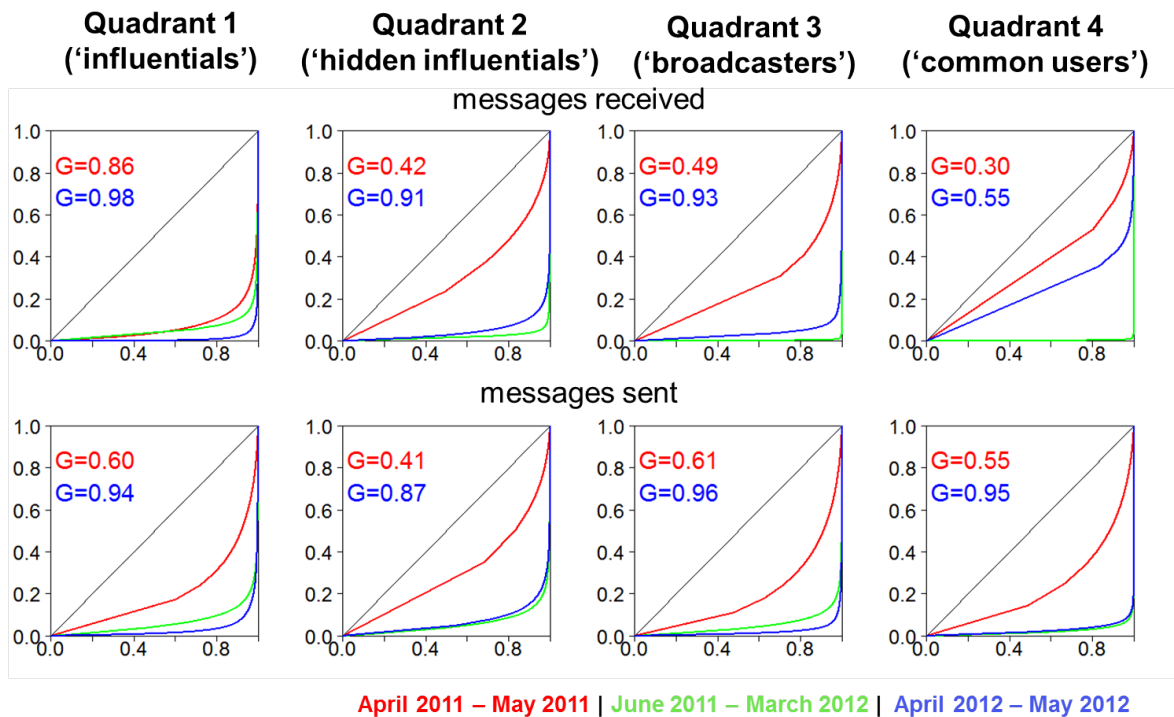 Quadrant 1 Quadrant 2 Quadrant 3 Quadrant 4
(‘influentials’) (‘hidden influentials’) (‘broadcasters’) (‘common users’)
messages received
1.0 1.0 1.0 1.0
G=0.86 G=0.42 G=0.49 G=0.30
0.8 0.8 0.8 0.8
G=0.98 G=0.91 G=0.93 G=0.55
0.6 0.6 0.6 0.6
0.4 0.4 0.4 0.4
0.2 0.2 0.2 0.2
0.0 0.0 0.0 0.0
0.0 0.4 0.8 0.0 0.4 0.8 0.0 0.4 0.8 0.0 0.4 0.8
messages sent
1.0 1.0 1.0 1.0
G=0.60 G=0.41 G=0.61 G=0.55
0.8 0.8 0.8 0.8
G=0.94 G=0.87 G=0.96 G=0.95
0.6 0.6 0.6 0.6
0.4 0.4 0.4 0.4
0.2 0.2 0.2 0.2
0.0 0.0 0.0 0.0
0.0 0.4 0.8 0.0 0.4 0.8 0.0 0.4 0.8 0.0 0.4 0.8
April 2011 – May 2011 | June 2011 – March 2012 | April 2012 – May 2012